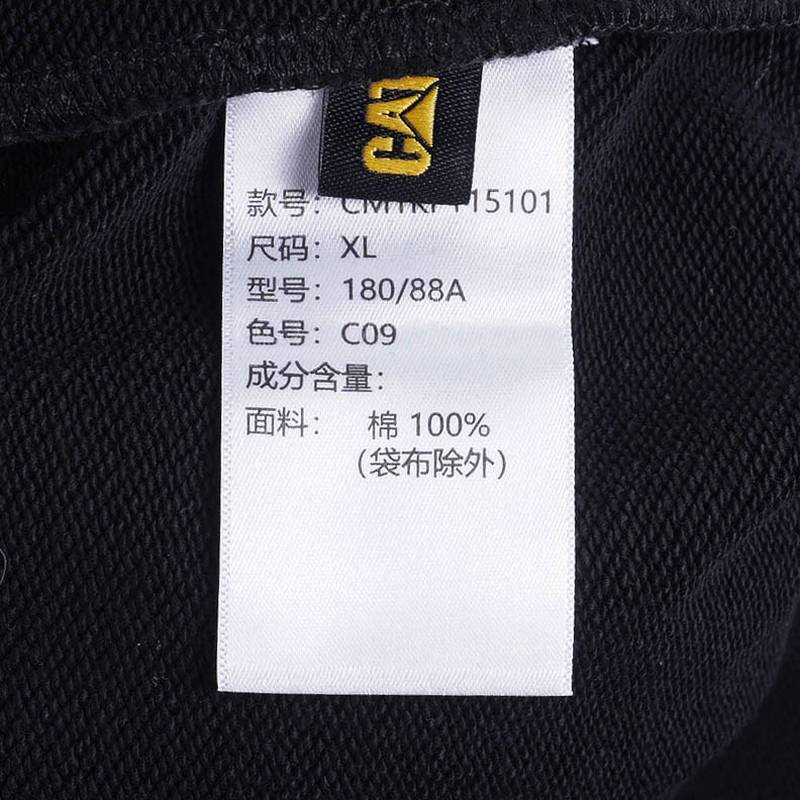 CAT
款号: 15101
尺码: XL
型号: 180/88A
色号: C09
成分含量:
面料: 棉 100%
(袋布除外)